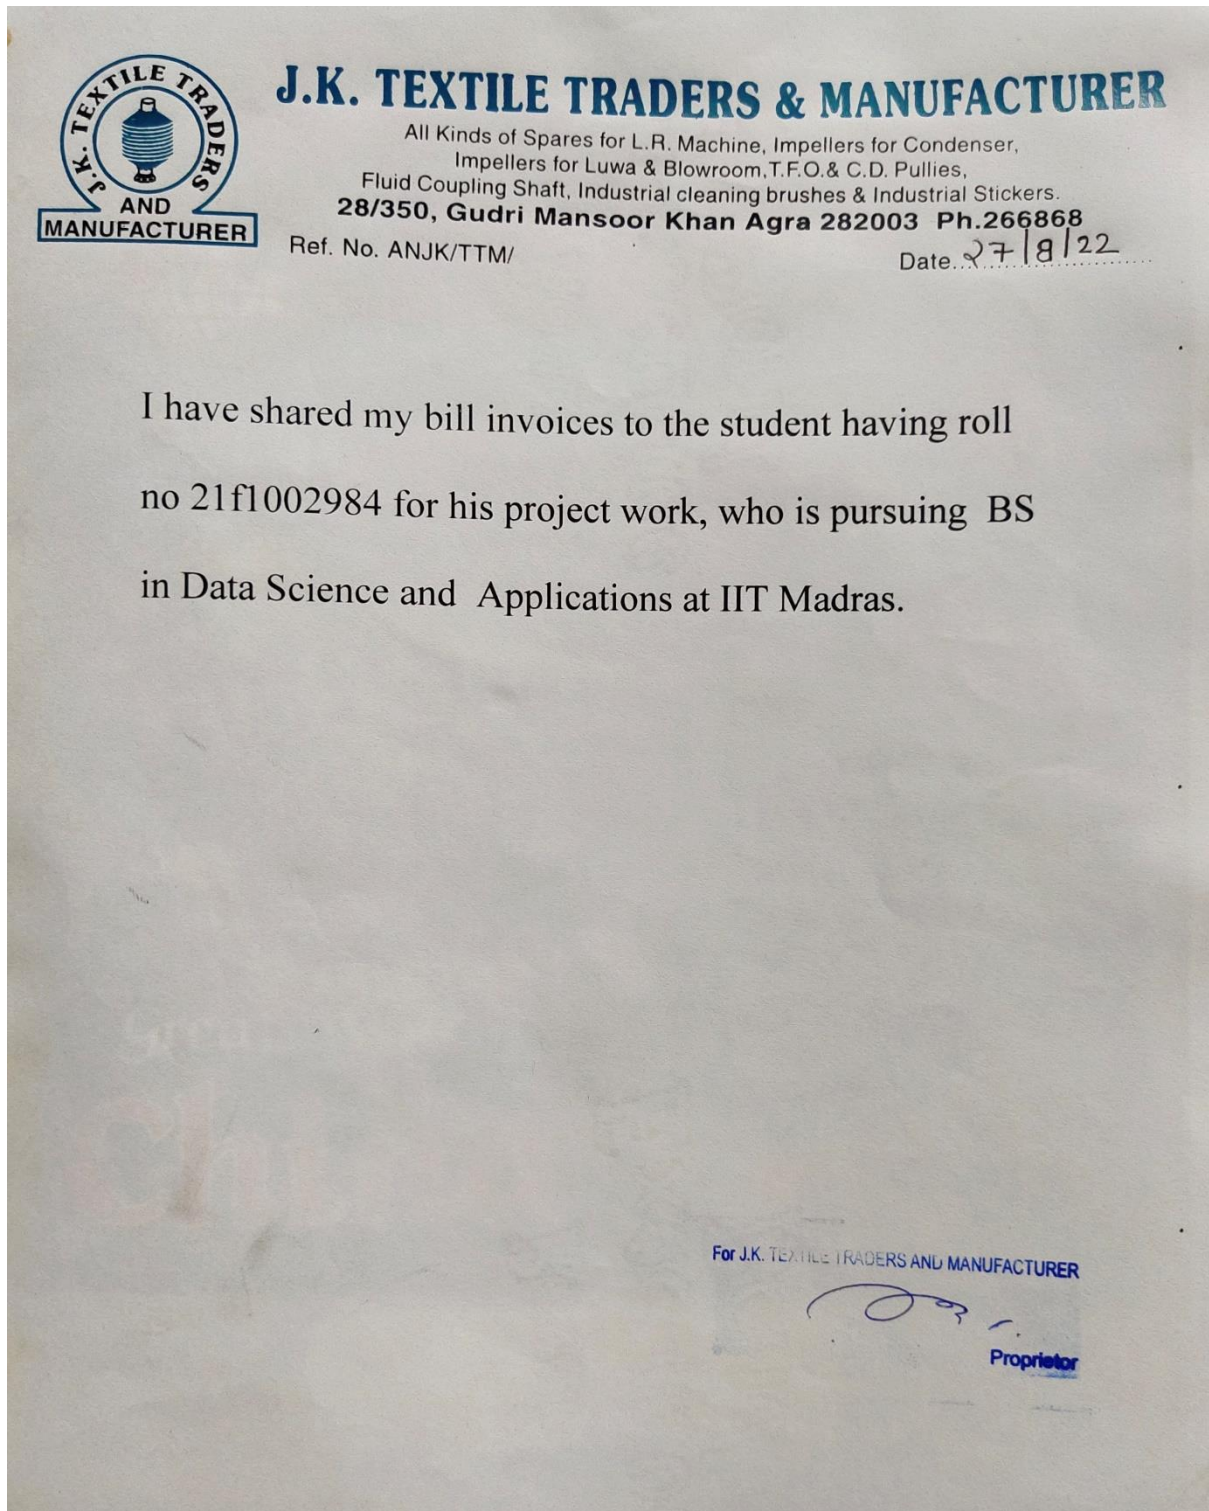 J.K. TEXTILE TRADERS
AND
MANUFACTURER
J.K. TEXTILE TRADERS & MANUFACTURER
All Kinds of Spares for L.R. Machine, Impellers for Condenser,
Impellers for Luwa & Blowroom,T.F.O.& C.D. Pullies,
Fluid Coupling Shaft, Industrial cleaning brushes & Industrial Stickers.
28/350, Gudri Mansoor Khan Agra 282003 Ph.266868
Ref. No. ANJK/TTM/
Date..27/8/22
I have shared my bill invoices to the student having roll
no 21f1002984 for his project work, who is pursuing BS
in Data Science and Applications at IIT Madras.
For J.K. TEXTILE TRADERS AND MANUFACTURER
Proprietor